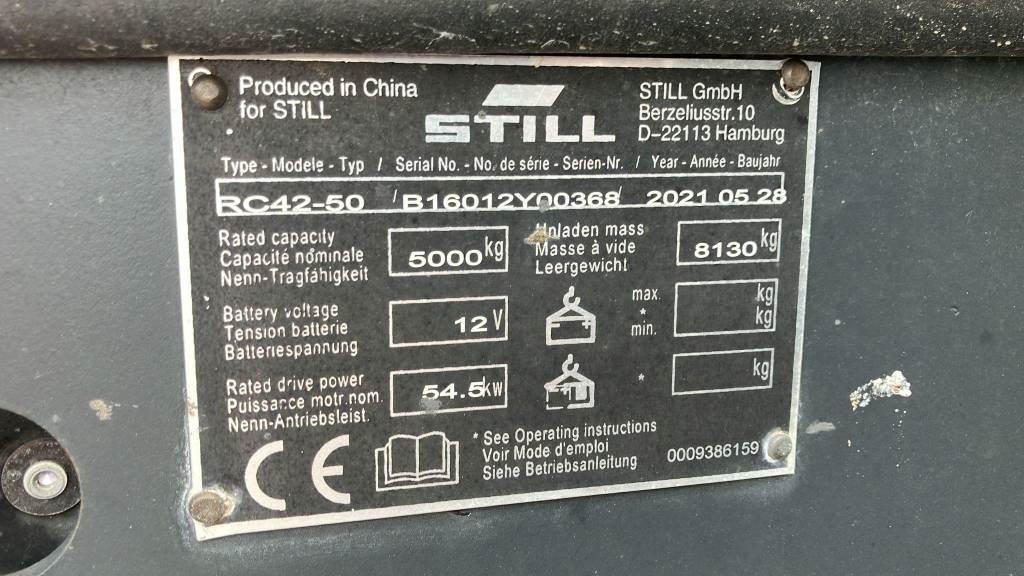 Produced in China
for STILL
STILL
STILL GmbH
Berzeliusstr.10
D-22113 Hamburg
Type - Modele - Typ / Serial No. - No. de série - Serien-Nr. / Year - Année - Baujahr
RC42-50 / B16012Y00368 / 2021 05 28
Rated capacity
Capacité nominale
Nenn-Tragfähigkeit
5000 kg
Unladen mass
Masse à vide
Leergewicht
8130 kg
Battery voltage
Tension batterie
Batteriespannung
12 V
max. kg
* kg
min.
Rated drive power
Puissance motr.nom.
Nenn-Antriebsleist.
54.5 kw
* kg
CE
* See Operating instructions
Voir Mode d'emploi
Siehe Betriebsanleitung
0009386159